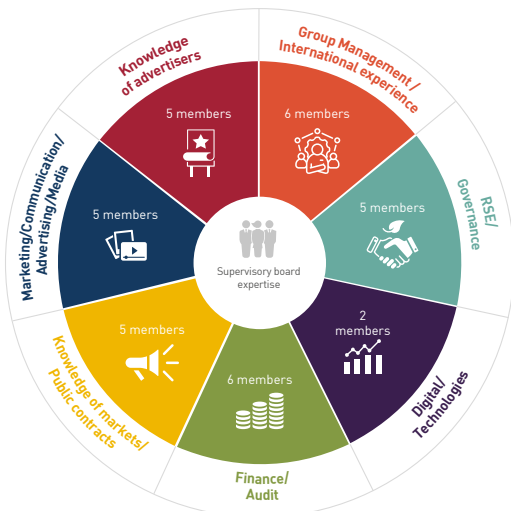 Knowledge
of advertisers
5 members
Group Management /
International experience
6 members
RSE/
Governance
5 members
Digital/
Technologies
2
members
Finance/
Audit
6 members
Knowledge of markets/
Public contracts
5 members
Marketing/Communication/
Advertising/Media
5 members
Supervisory board
expertise